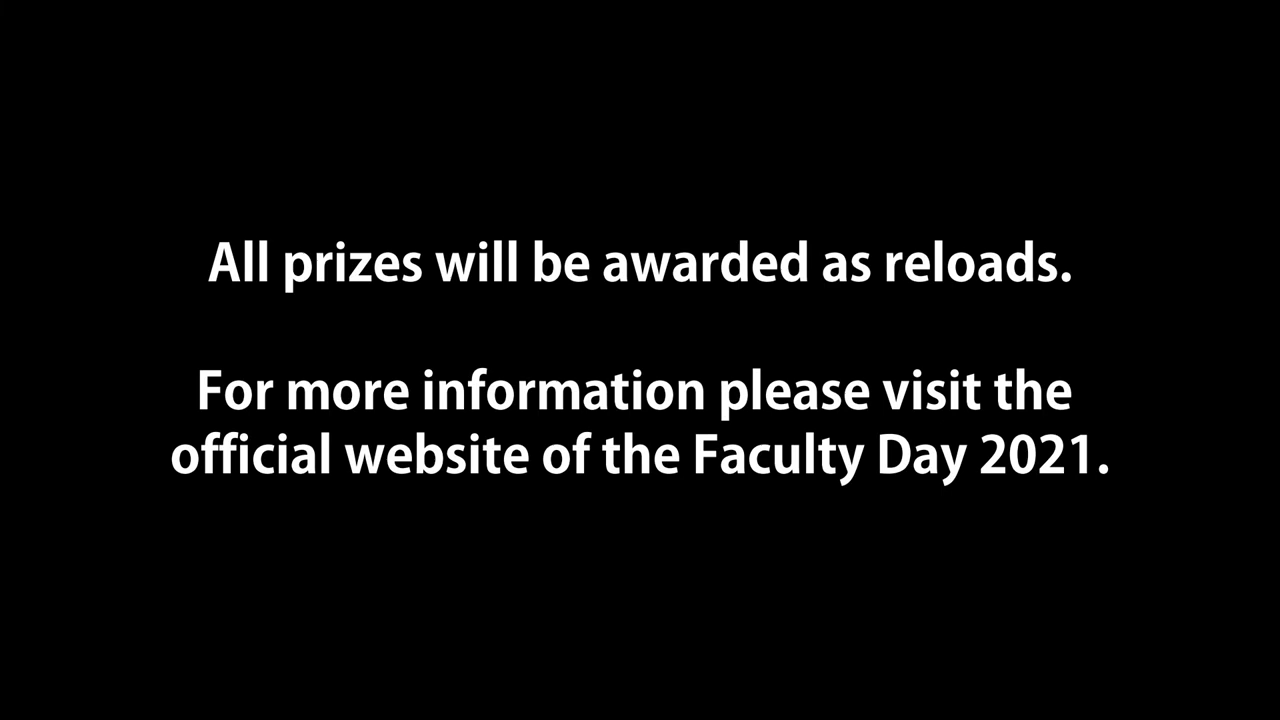 All prizes will be awarded as reloads.
For more information please visit the
official website of the Faculty Day 2021.